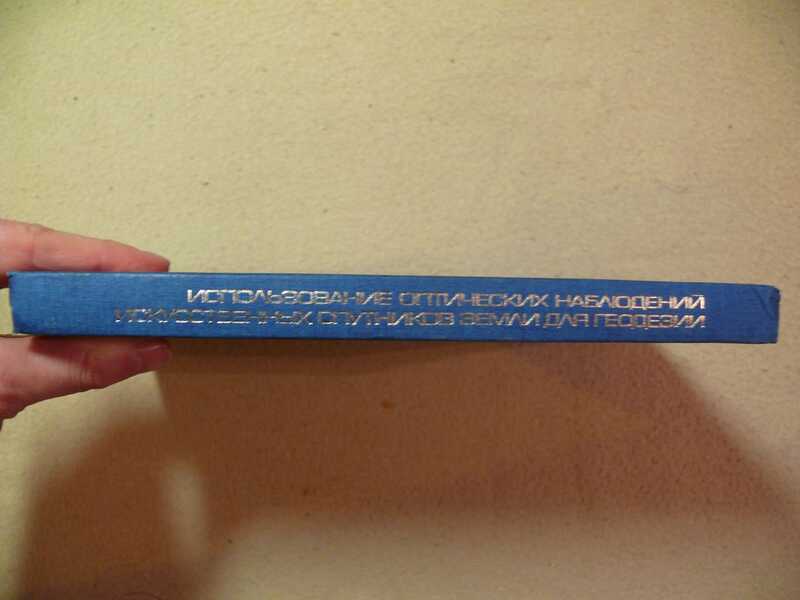 ИСПОЛЬЗОВАНИЕ ОПТИЧЕСКИХ НАБЛЮДЕНИЙ
ИСКУССТВЕННЫХ СПУТНИКОВ ЗЕМЛИ ДЛЯ ГЕОДЕЗИИ